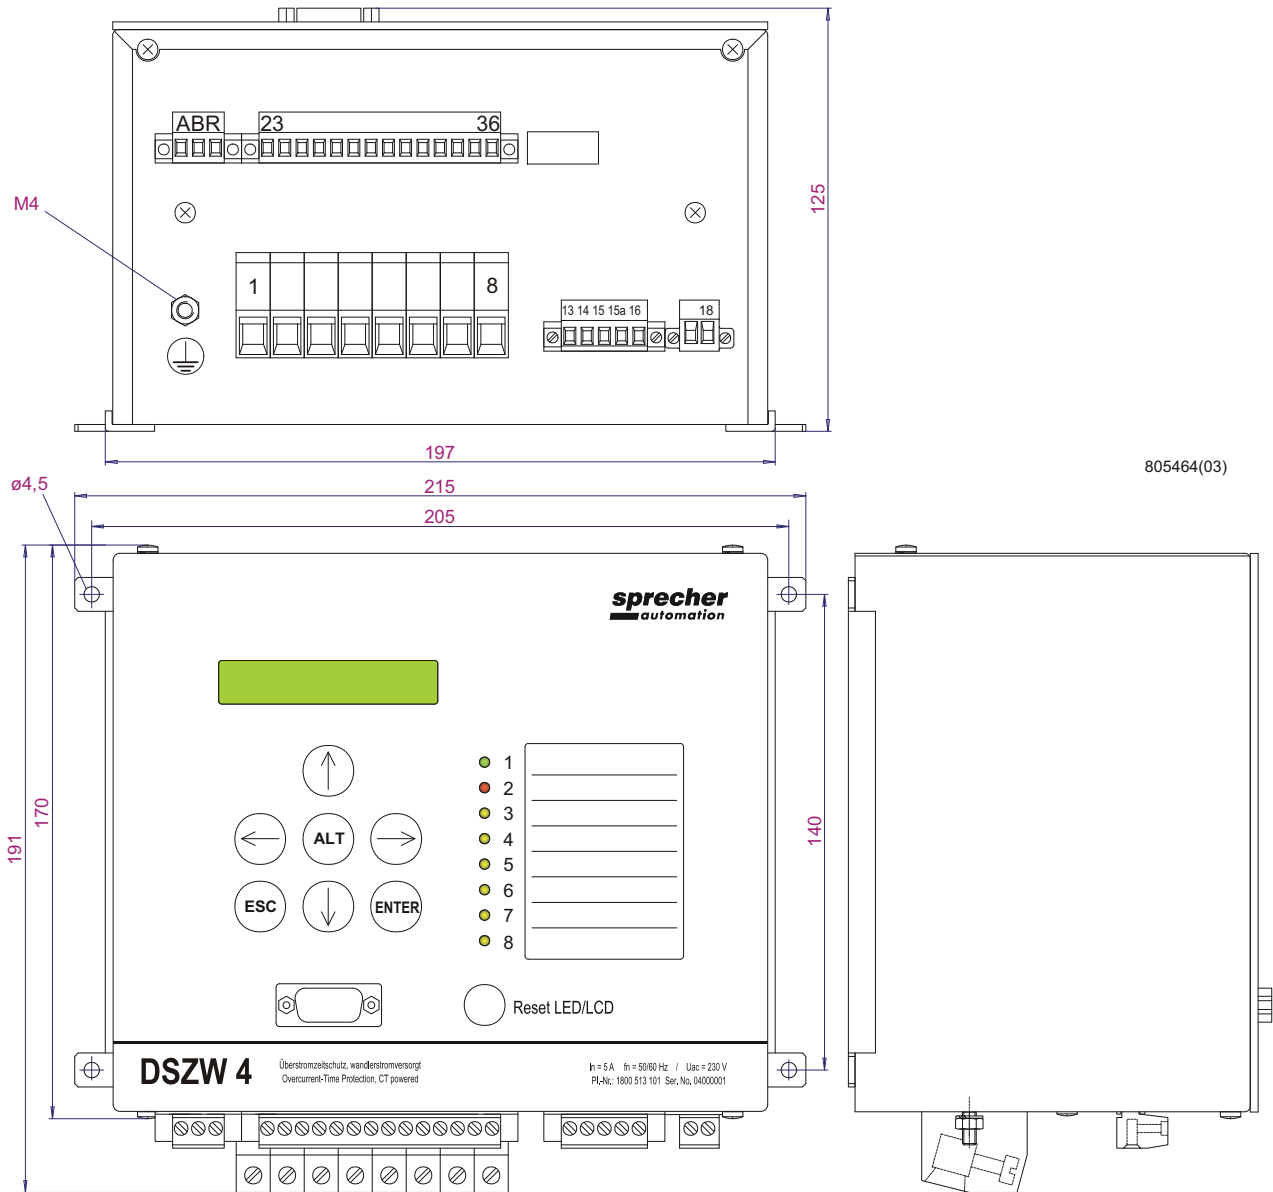 ABR 23 36
M4
125
1 8
13 14 15 15a 16 18
197
805464(03)
ø4,5
215
205
sprecher
automation
1
2
3
4
5
6
7
8
170
191
140
ALT
ESC
ENTER
Reset LED/LCD
DSZW 4
Überstromzeitschutz, wandlerstromversorgt
Overcurrent-Time Protection, CT powered
In = 5 A fn = 50/60 Hz / Uac = 230 V
Pl.-Nr.: 1800 513 101 Ser. No. 04000001